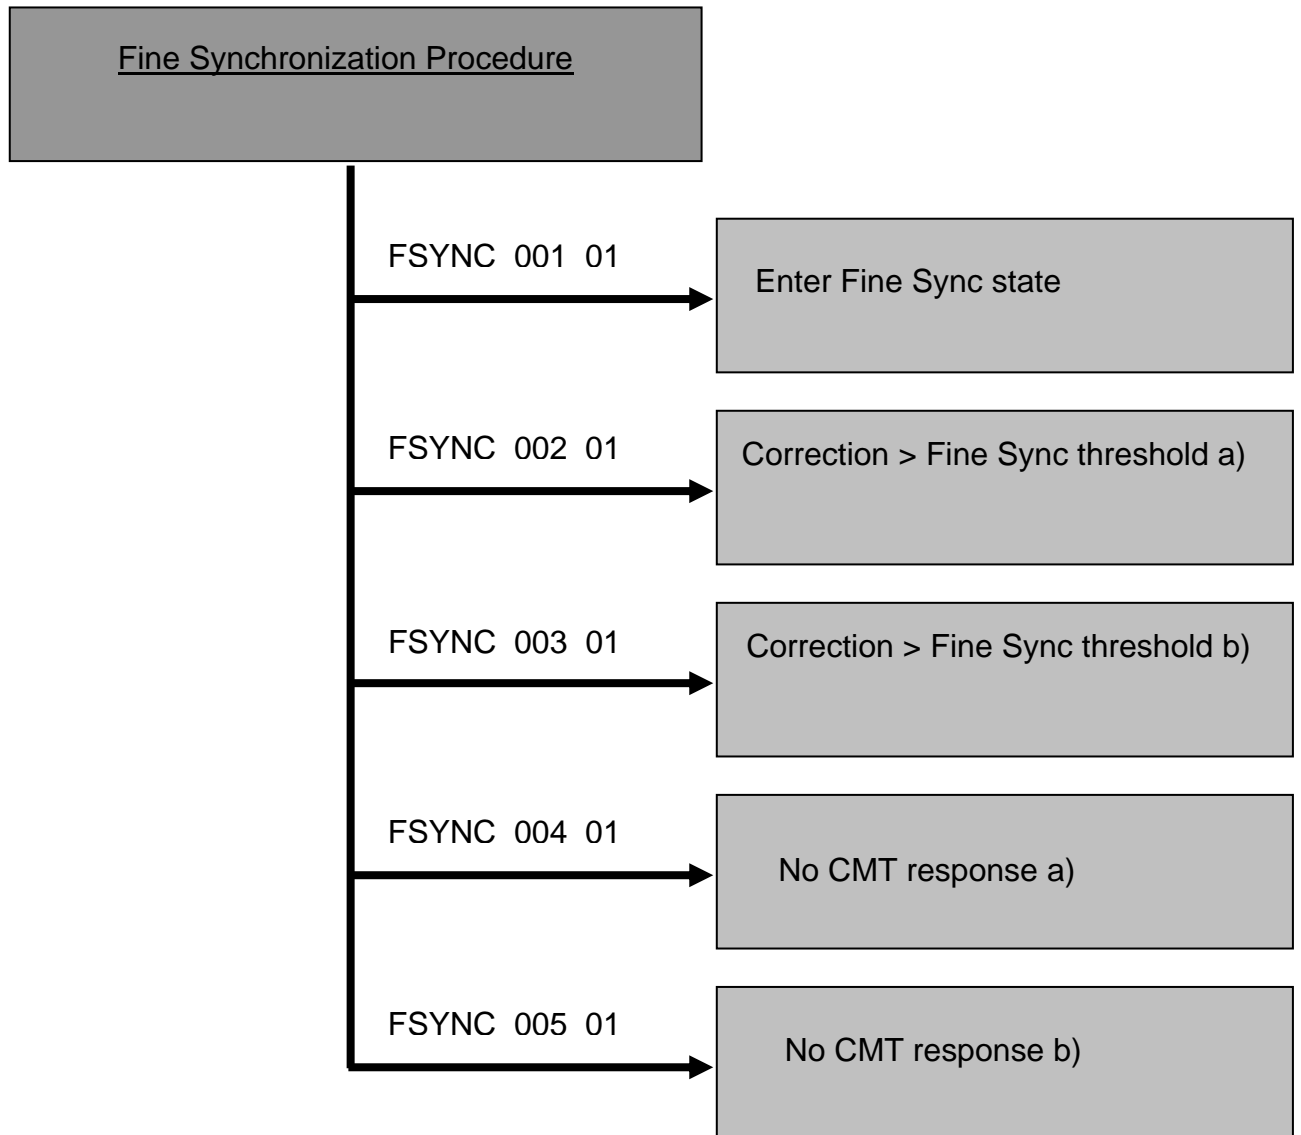 Fine Synchronization Procedure
FSYNC 001 01
Enter Fine Sync state
FSYNC 002 01
Correction > Fine Sync threshold a)
FSYNC 003 01
Correction > Fine Sync threshold b)
FSYNC 004 01
No CMT response a)
FSYNC 005 01
No CMT response b)